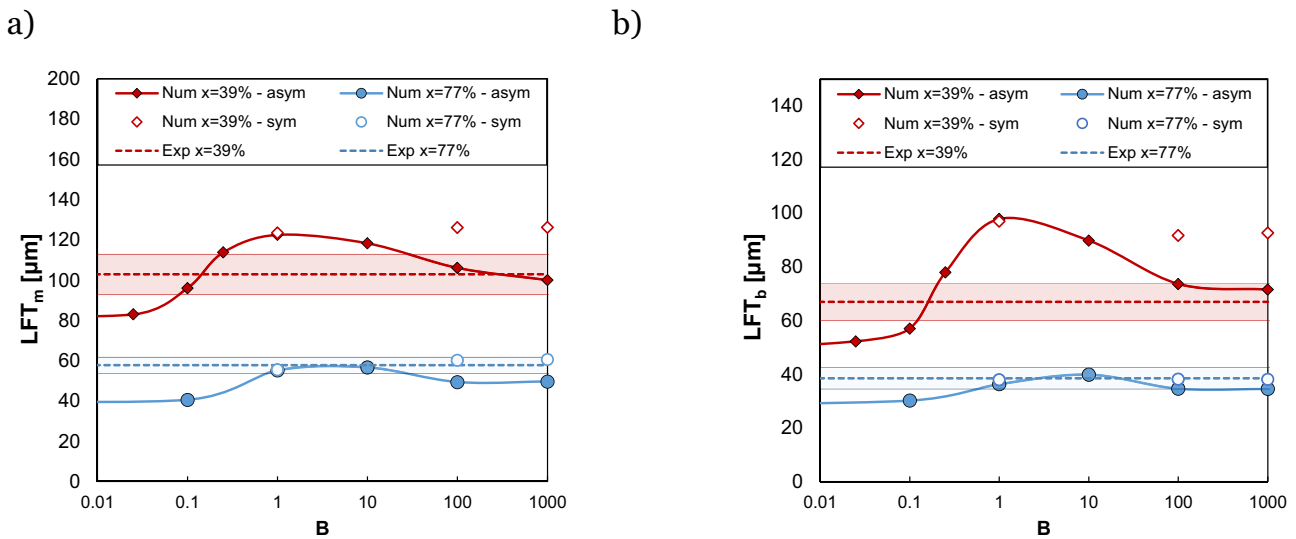 a)
200
180
160
140
120
100
80
60
40
20
0
LFTm [µm]
Num x=39% - asym
Num x=77% - asym
Num x=39% - sym
Num x=77% - sym
Exp x=39%
Exp x=77%
0.01 0.1 1 10 100 1000
B
b)
140
120
100
80
60
40
20
0
LFTb [µm]
Num x=39% - asym
Num x=77% - asym
Num x=39% - sym
Num x=77% - sym
Exp x=39%
Exp x=77%
0.01 0.1 1 10 100 1000
B